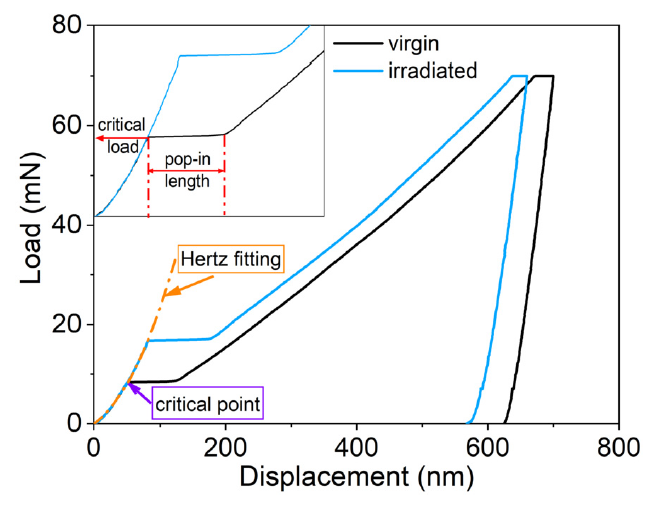 80
60
40
20
0
0
200
400
600
800
Load (mN)
Displacement (nm)
virgin
irradiated
critical
load
pop-in
length
Hertz fitting
critical point